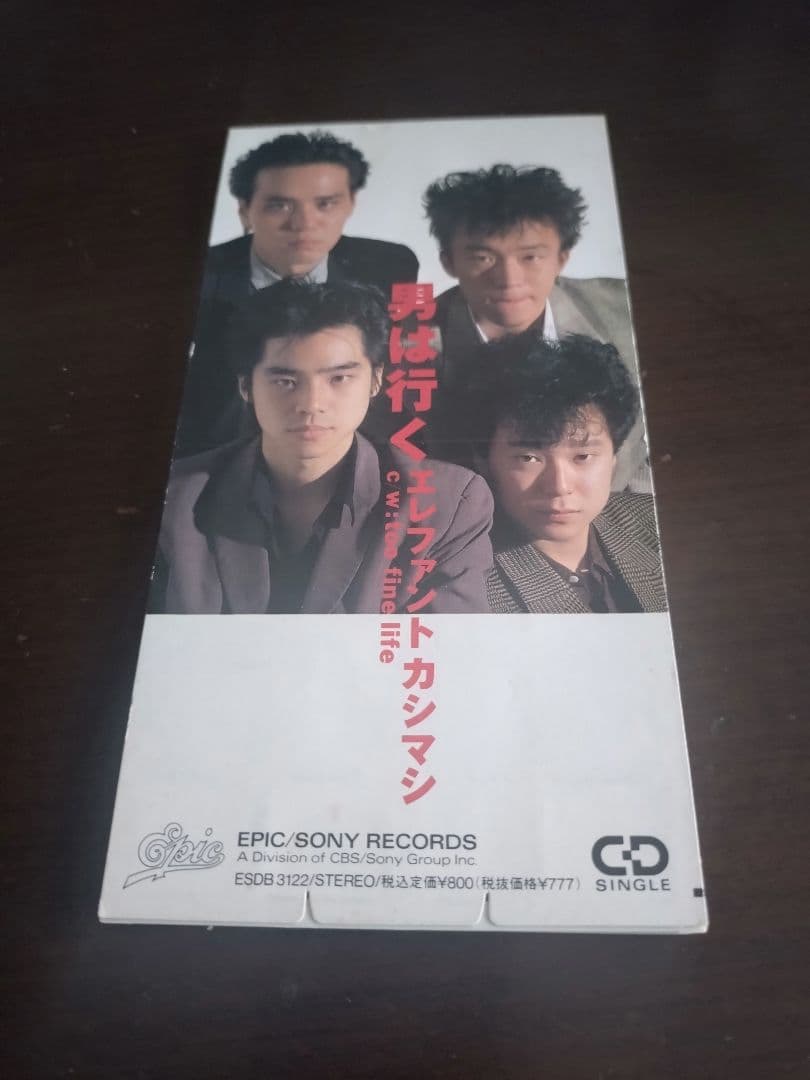 男は行く
エレファントカシマシ
c/w:too fine life
Epic
EPIC/SONY RECORDS
A Division of CBS/Sony Group Inc.
ESDB 3122/STEREO/税込定価¥800(税抜価格¥777)
CD
SINGLE